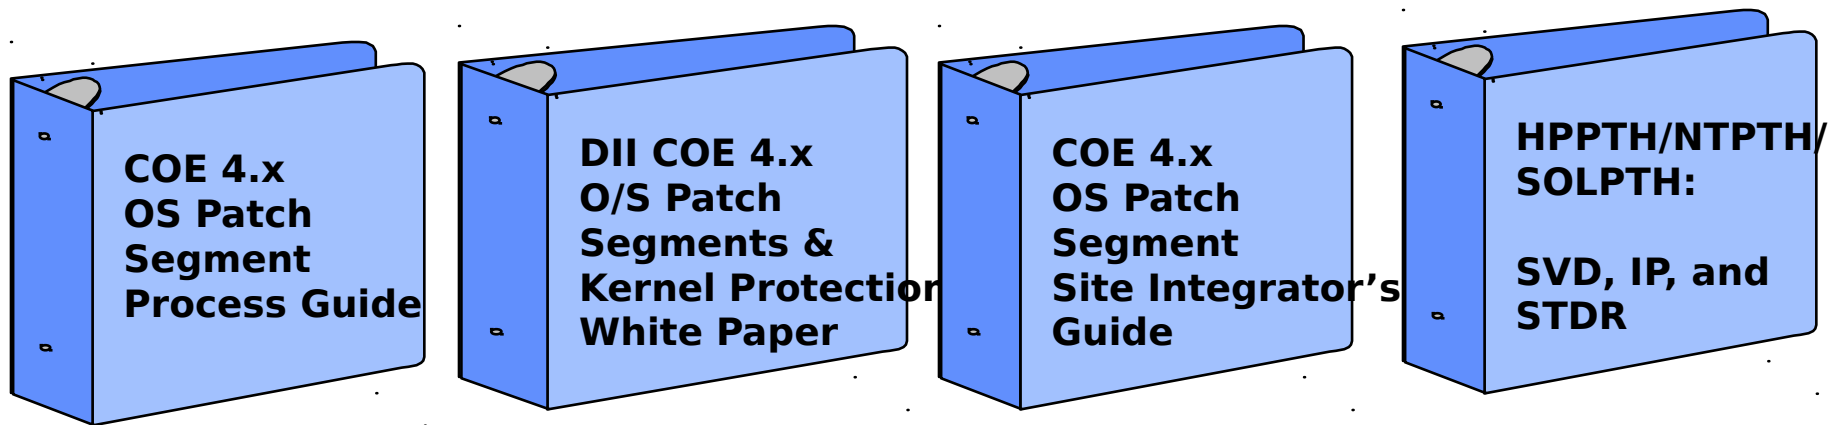 COE 4.x
OS Patch
Segment
Process Guide
DII COE 4.x
O/S Patch
Segments &
Kernel Protection
White Paper
COE 4.x
OS Patch
Segment
Site Integrator’s
Guide
HPPTH/NTPTH/
SOLPTH:
SVD, IP, and
STDR